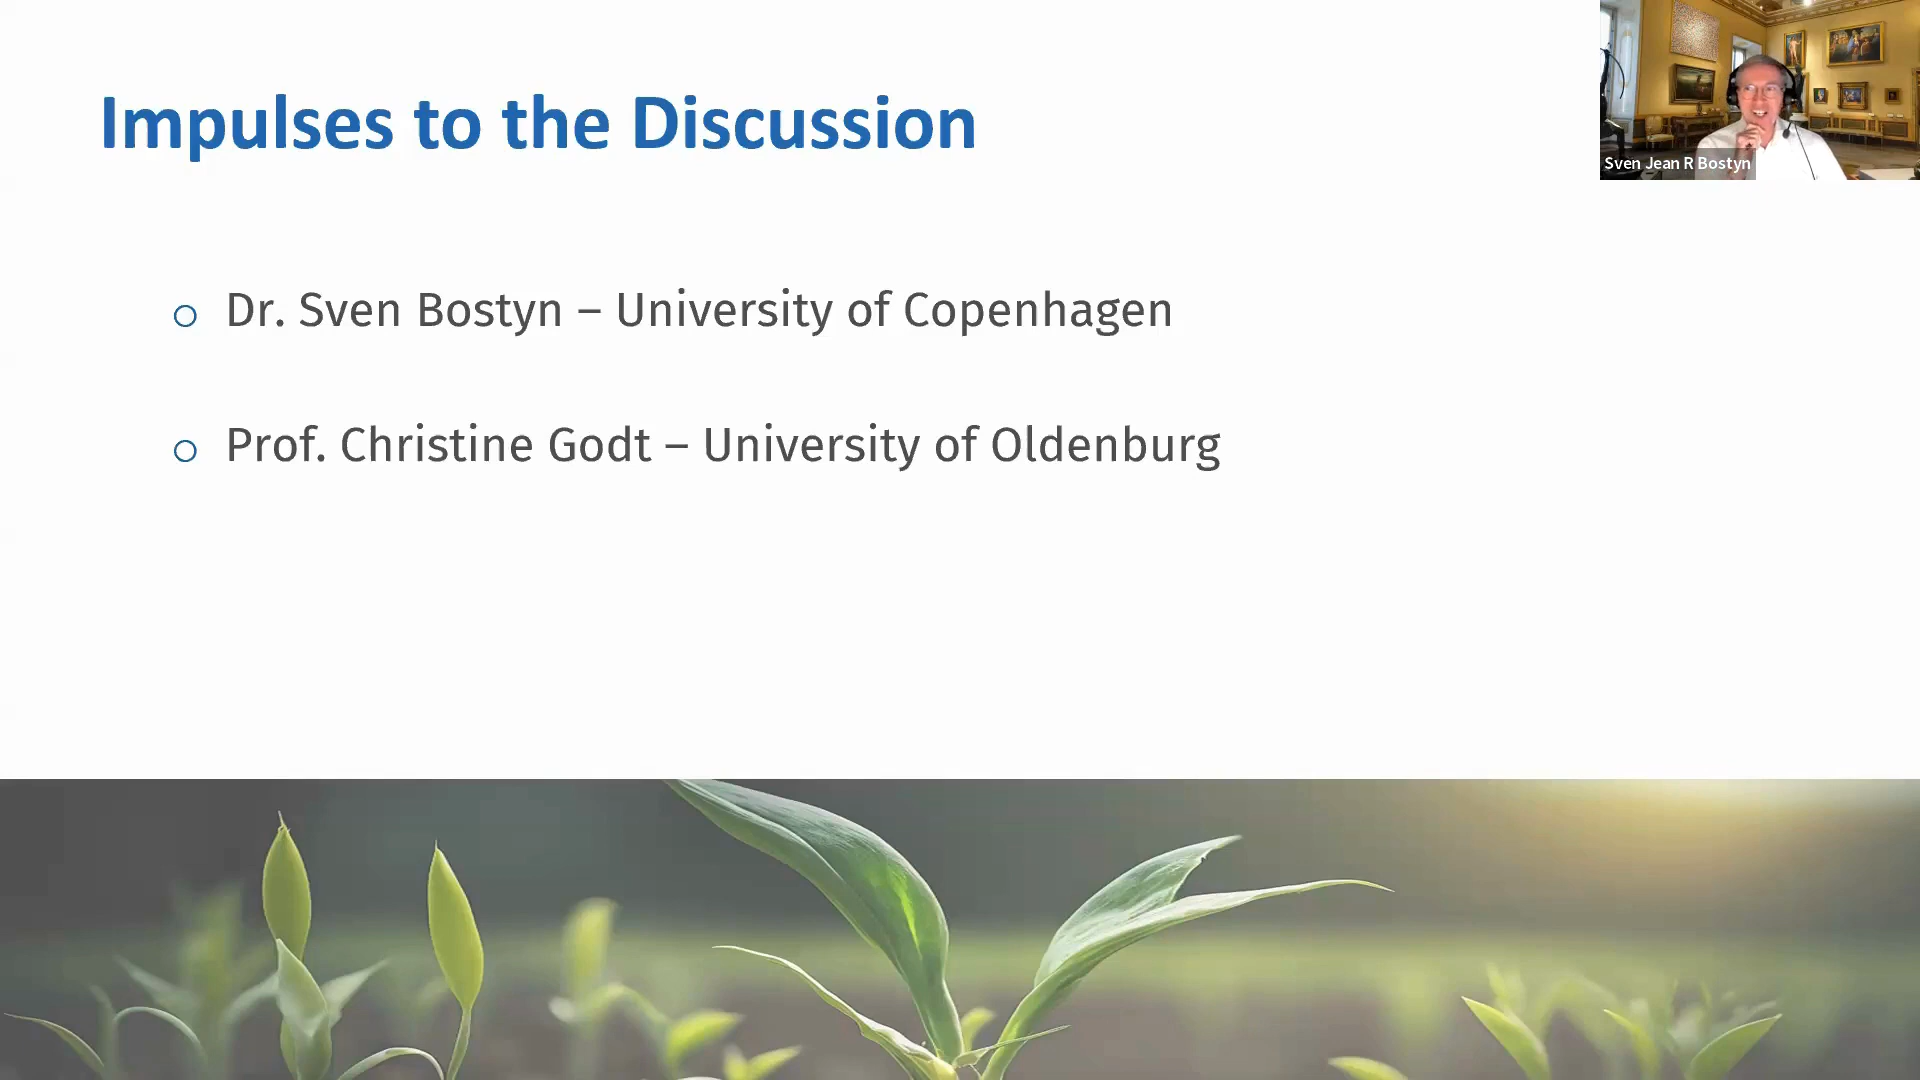 Impulses to the Discussion
Sven Jean R Bostyn
Dr. Sven Bostyn – University of Copenhagen
Prof. Christine Godt – University of Oldenburg